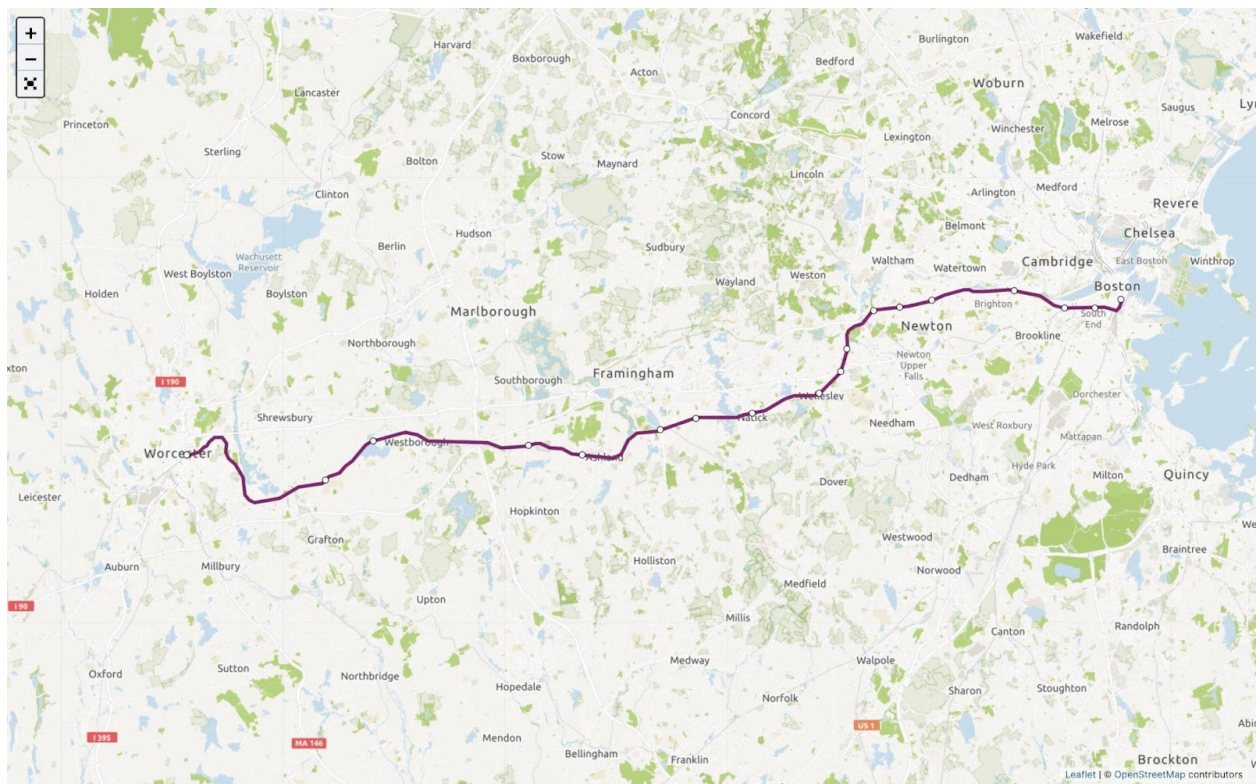 +
−
Harvard
Boxborough
Acton
Bedford
Burlington
Wakefield
Woburn
Lancaster
Princeton
Concord
Lexington
Winchester
Melrose
Saugus
Sterling
Bolton
Stow
Maynard
Lincoln
Arlington
Medford
Clinton
Revere
Hudson
Sudbury
Belmont
Chelsea
Berlin
Wachusett
Reservoir
Waltham
Watertown
Cambridge
East Boston
Winthrop
West Boylston
Wayland
Weston
Holden
Boylston
Boston
Marlborough
Brighton
South
End
Newton
Brookline
Northborough
Newton
Upper
Falls
Framingham
Southborough
I 190
Shrewsbury
Natick
Wellesley
Needham
Dorchester
West Roxbury
Mattapan
Worcester
Westborough
Ashland
Hyde Park
Milton
Quincy
Leicester
Dover
Dedham
Hopkinton
Grafton
Westwood
Braintree
Auburn
Millbury
Holliston
Norwood
Medfield
I 90
Upton
Millis
Canton
Randolph
Medway
Walpole
Oxford
Sutton
Northbridge
Hopedale
Norfolk
Sharon
Stoughton
US 1
I 395
MA 146
Mendon
Bellingham
Franklin
Brockton
Leaflet | © OpenStreetMap contributors